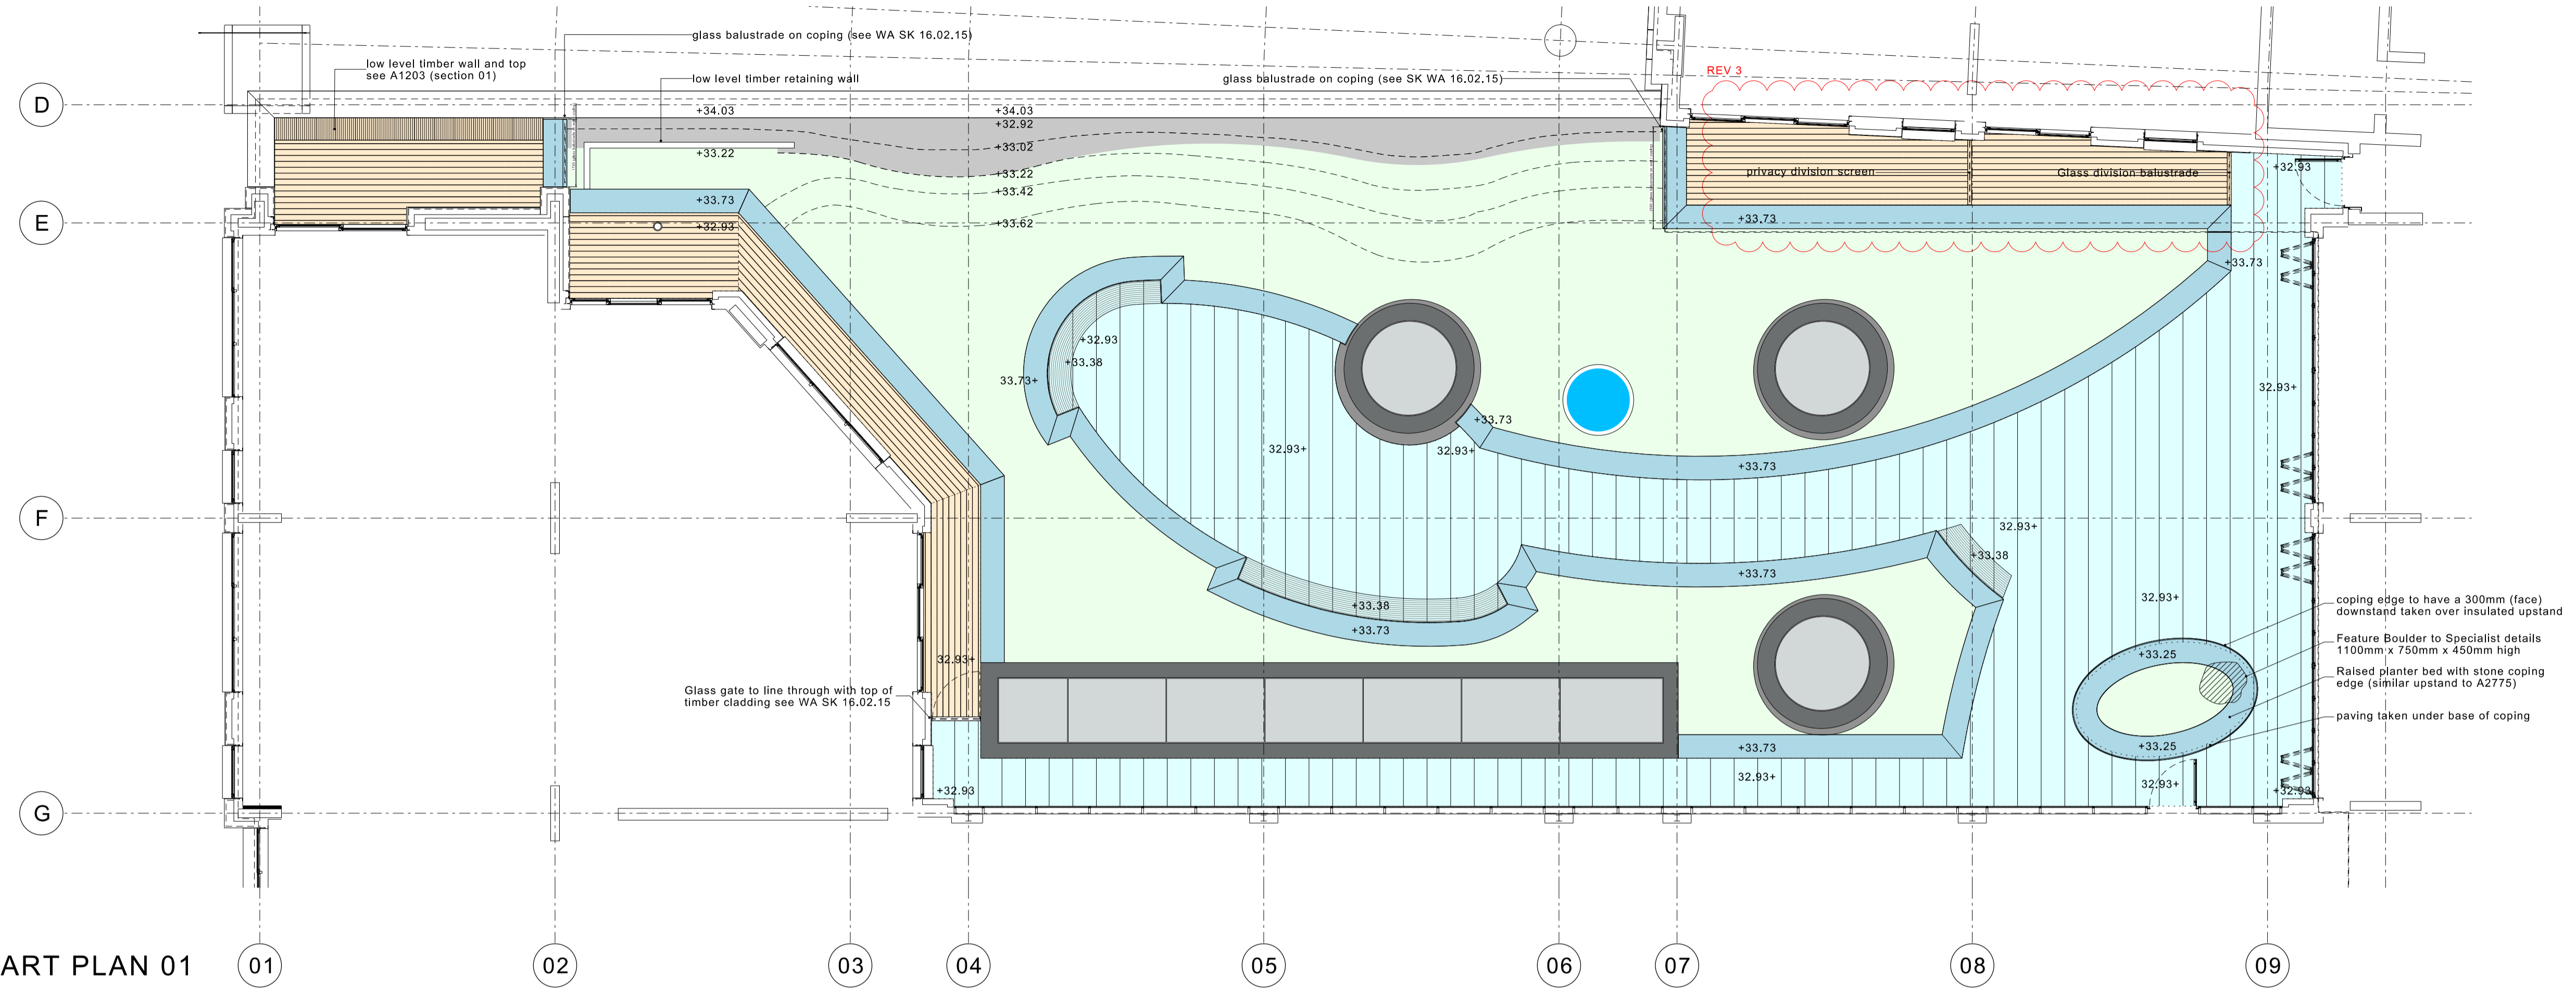 glass balustrade on coping (see WA SK 16.02.15)
low level timber wall and top
see A1203 (section 01)
low level timber retaining wall
glass balustrade on coping (see SK WA 16.02.15)
REV 3
D
+34.03
+34.03
+32.92
+33.02
+33.22
+33.22
+33.42
+33.73
+33.62
+32.93
privacy division screen
Glass division balustrade
+32.93
E
+33.73
+33.73
+32.93
+33.38
33.73+
32.93+
+33.73
32.93+
32.93+
+33.73
F
32.93+
+33.38
+33.73
+33.38
+33.73
32.93+
32.93+
coping edge to have a 300mm (face)
downstand taken over insulated upstand
Feature Boulder to Specialist details
1100mm x 750mm x 450mm high
Raised planter bed with stone coping
edge (similar upstand to A2775)
paving taken under base of coping
+33.25
+33.25
Glass gate to line through with top of
timber cladding see WA SK 16.02.15
+33.73
32.93+
+32.93
32.93+
+32.93
G
ART PLAN 01
01
02
03
04
05
06
07
08
09